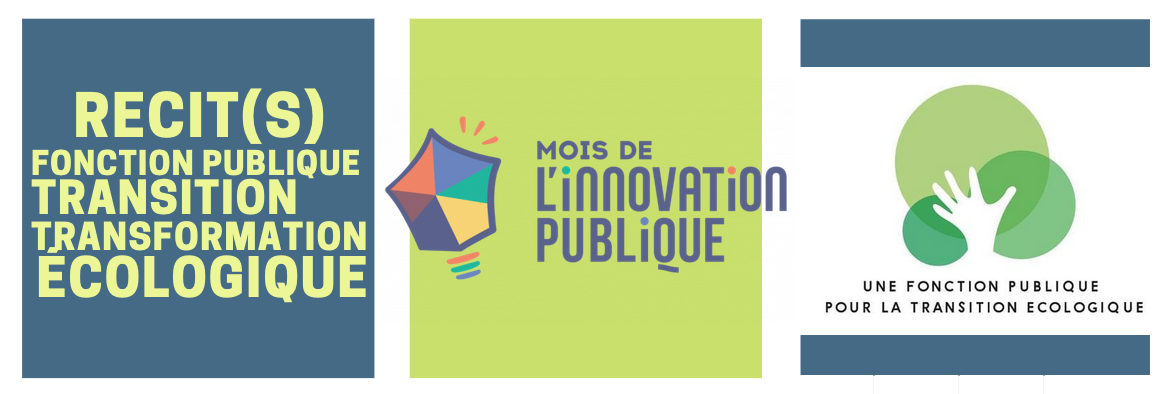 RECIT(S)
FONCTION PUBLIQUE
TRANSITION
TRANSFORMATION
ÉCOLOGIQUE
MOIS DE
L'iNNOVATiON
PUBLiQUE
UNE FONCTION PUBLIQUE
POUR LA TRANSITION ECOLOGIQUE